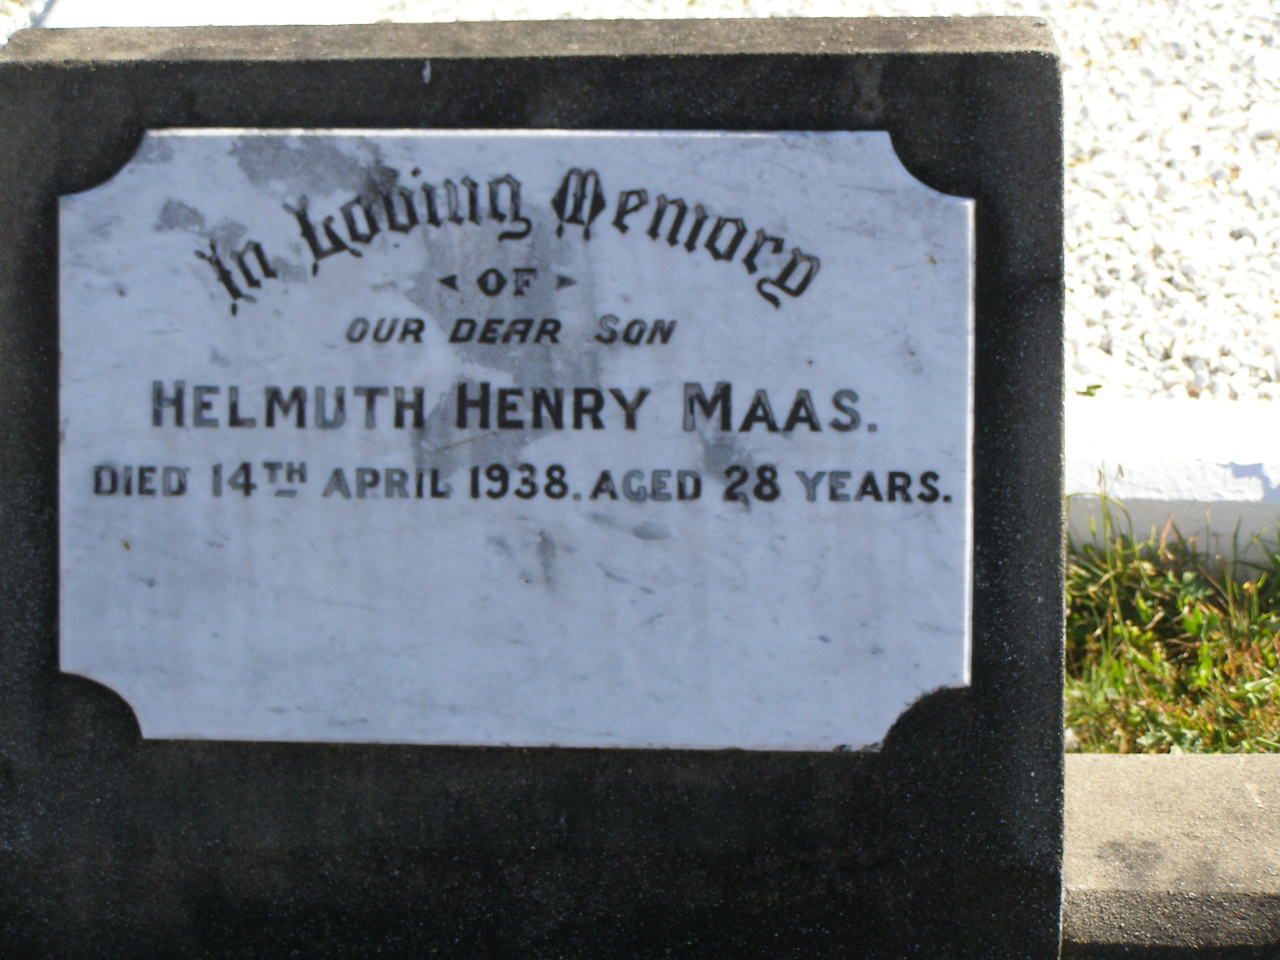 In Loving Memory
OF
OUR DEAR SON
HELMUTH HENRY MAAS.
DIED 14TH APRIL 1938. AGED 28 YEARS.